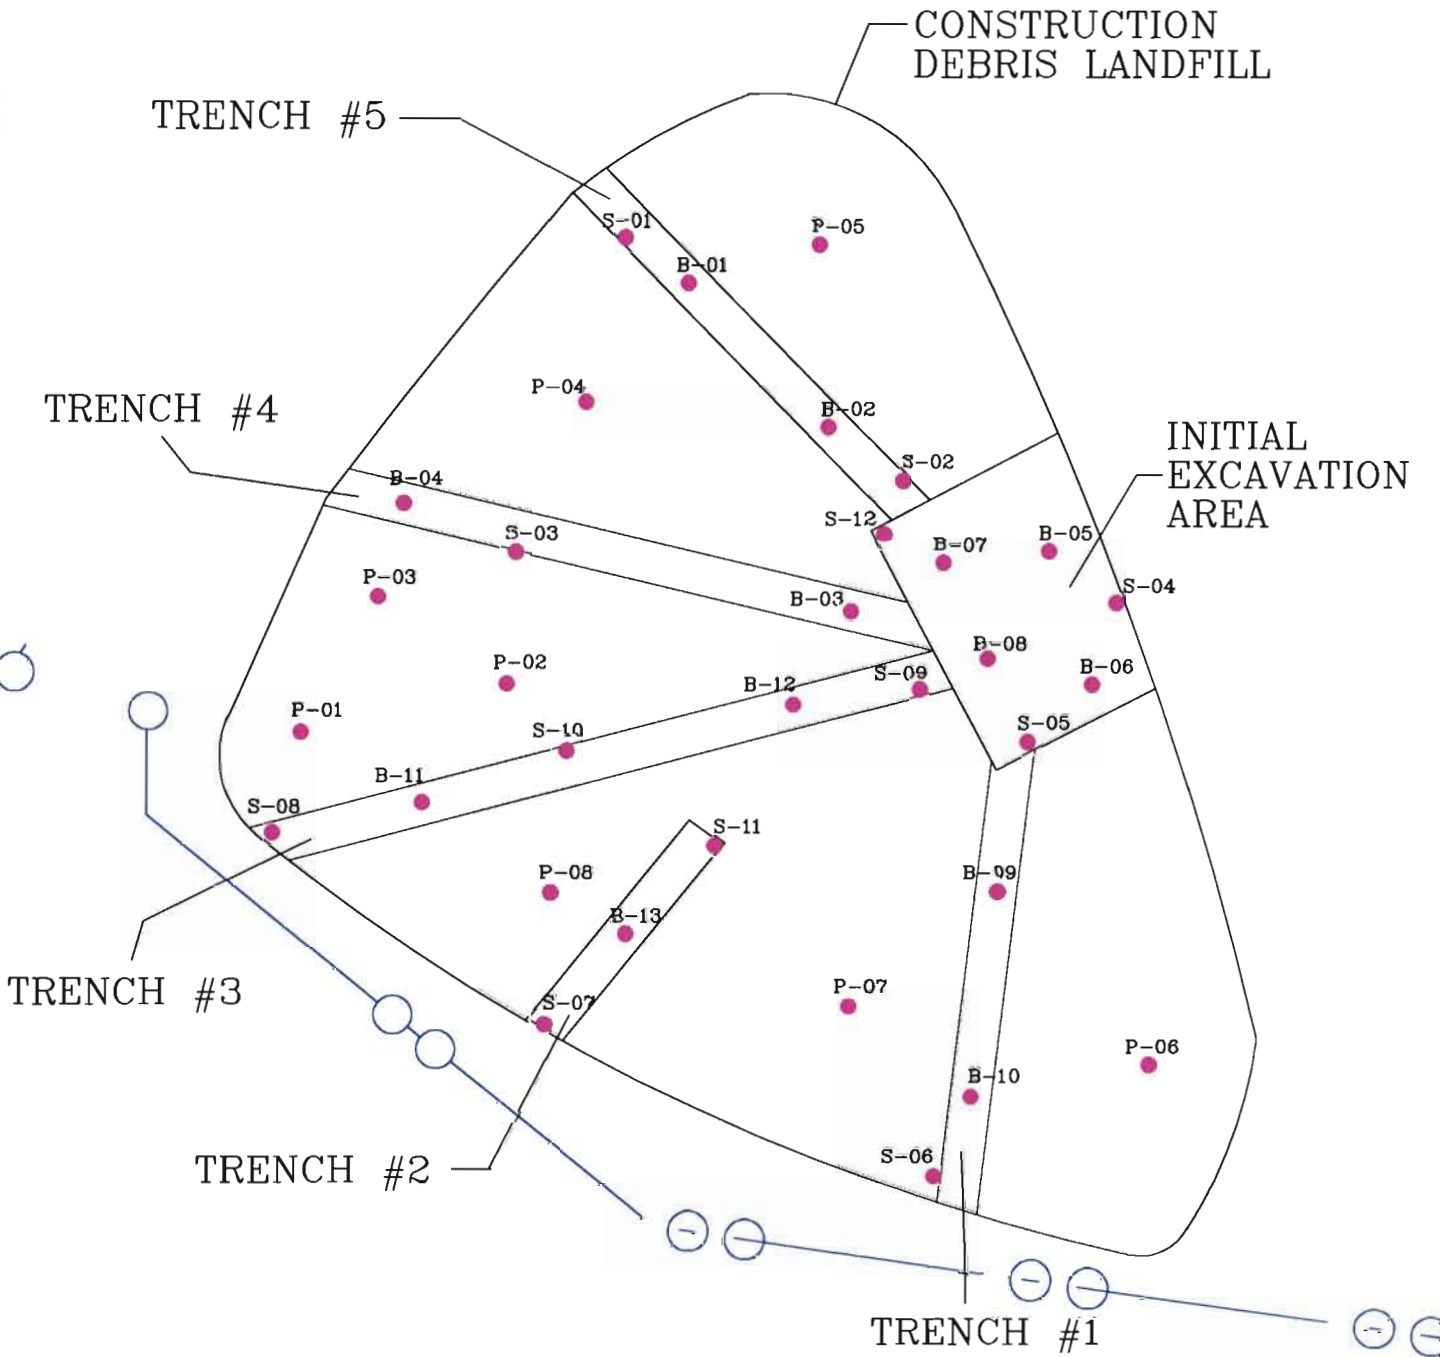 CONSTRUCTION
DEBRIS LANDFILL
TRENCH #5
S-01
P-05
B-01
P-04
TRENCH #4
B-02
INITIAL
EXCAVATION
AREA
S-02
B-04
S-12
S-03
B-07
B-05
P-03
B-03
S-04
P-02
B-08
B-06
S-09
B-12
P-01
S-10
S-05
B-11
S-08
S-11
P-08
B-09
B-13
TRENCH #3
S-07
P-07
P-06
B-10
S-06
TRENCH #2
TRENCH #1